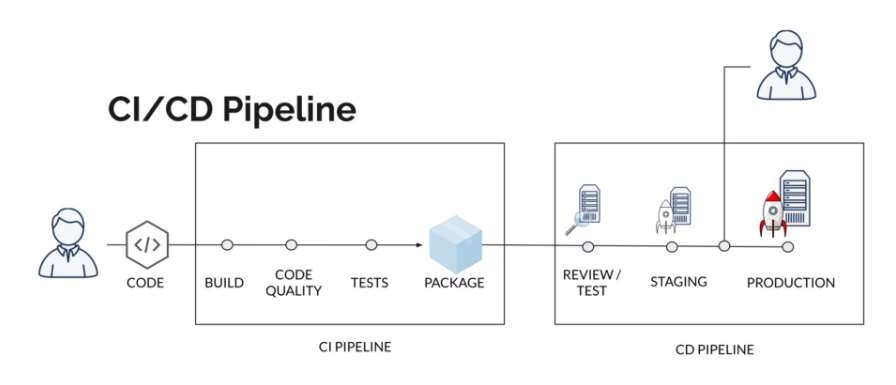 CI/CD Pipeline
</>
CODE
BUILD
CODE
QUALITY
TESTS
PACKAGE
REVIEW /
TEST
STAGING
PRODUCTION
CI PIPELINE
CD PIPELINE